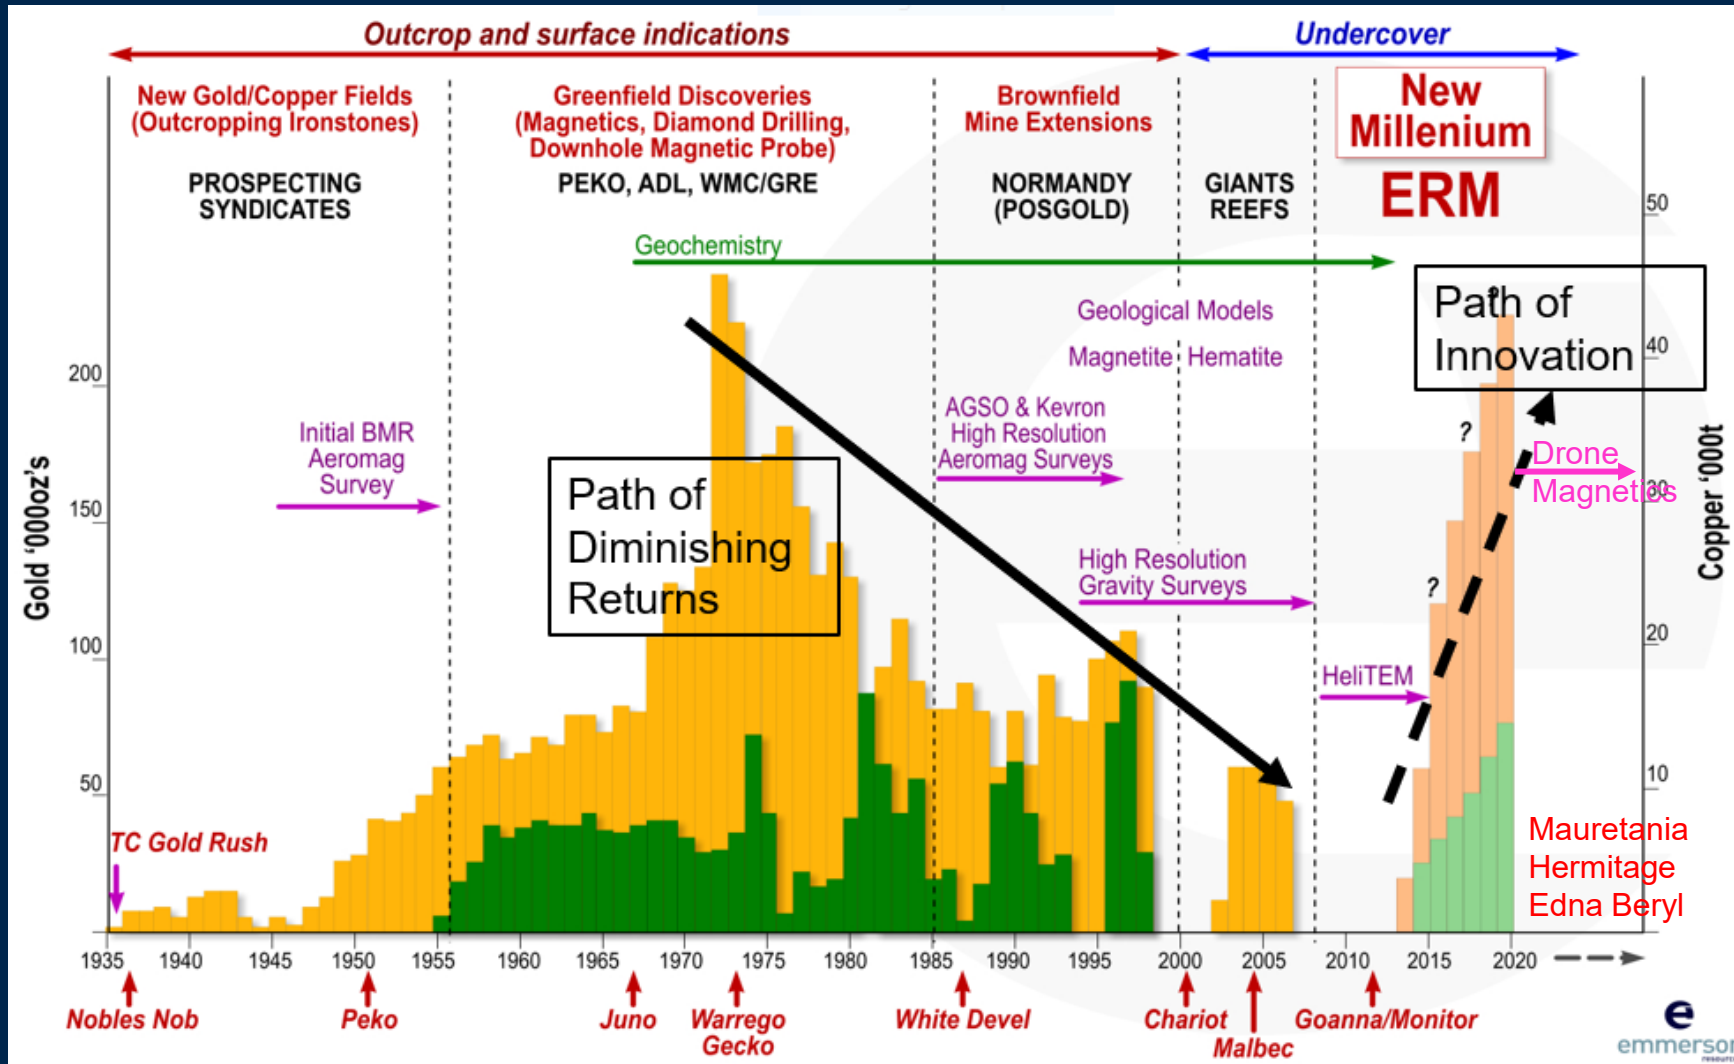 Outcrop and surface indications
Undercover
New Gold/Copper Fields
(Outcropping Ironstones)
Greenfield Discoveries
(Magnetics, Diamond Drilling,
Downhole Magnetic Probe)
Brownfield
Mine Extensions
New
Millenium
PROSPECTING
SYNDICATES
PEKO, ADL, WMC/GRE
NORMANDY
(POSGOLD)
GIANTS
REEFS
ERM
Geochemistry
Geological Models
Magnetite
Hematite
Path of
Innovation
?
Initial BMR
Aeromag
Survey
AGSO & Kevron
High Resolution
Aeromag Surveys
?
Drone
Magnetics
Path of
Diminishing
Returns
High Resolution
Gravity Surveys
?
HeliTEM
TC Gold Rush
Mauretania
Hermitage
Edna Beryl
Gold '000oz's
200
150
100
50
Copper '000t
50
40
30
20
10
1935 1940 1945 1950 1955 1960 1965 1970 1975 1980 1985 1990 1995 2000 2005 2010 2015 2020
Nobles Nob
Peko
Juno
Warrego
Gecko
White Devel
Chariot
Malbec
Goanna/Monitor
e
emmerson
resources